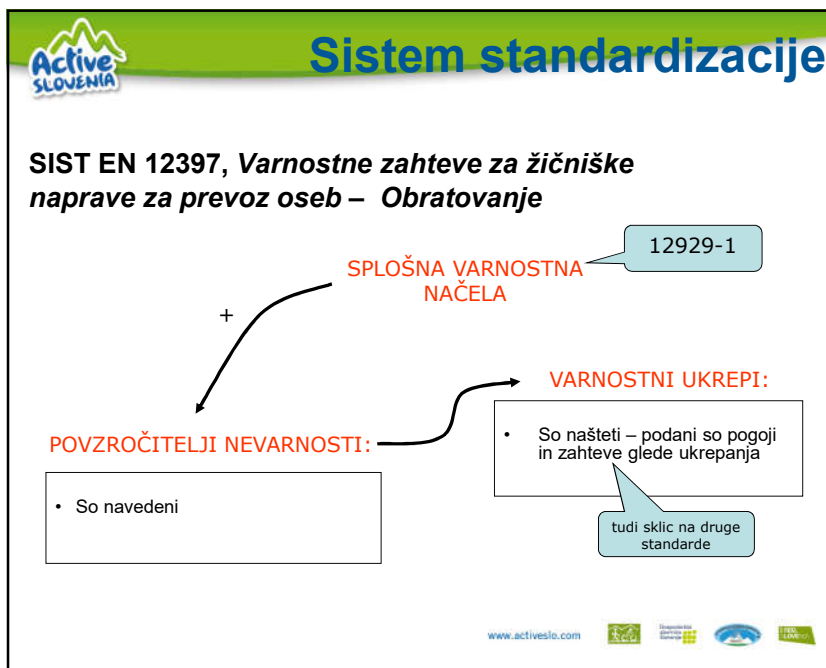 Active
SLOVENIA
Sistem standardizacije
SIST EN 12397, Varnostne zahteve za žičniške
naprave za prevoz oseb – Obratovanje
12929-1
SPLOŠNA VARNOSTNA
NAČELA
+
VARNOSTNI UKREPI:
• So našteti – podani so pogoji
in zahteve glede ukrepanja
POVZROČITELJI NEVARNOSTI:
• So navedeni
tudi sklic na druge
standarde
www.activeslo.com